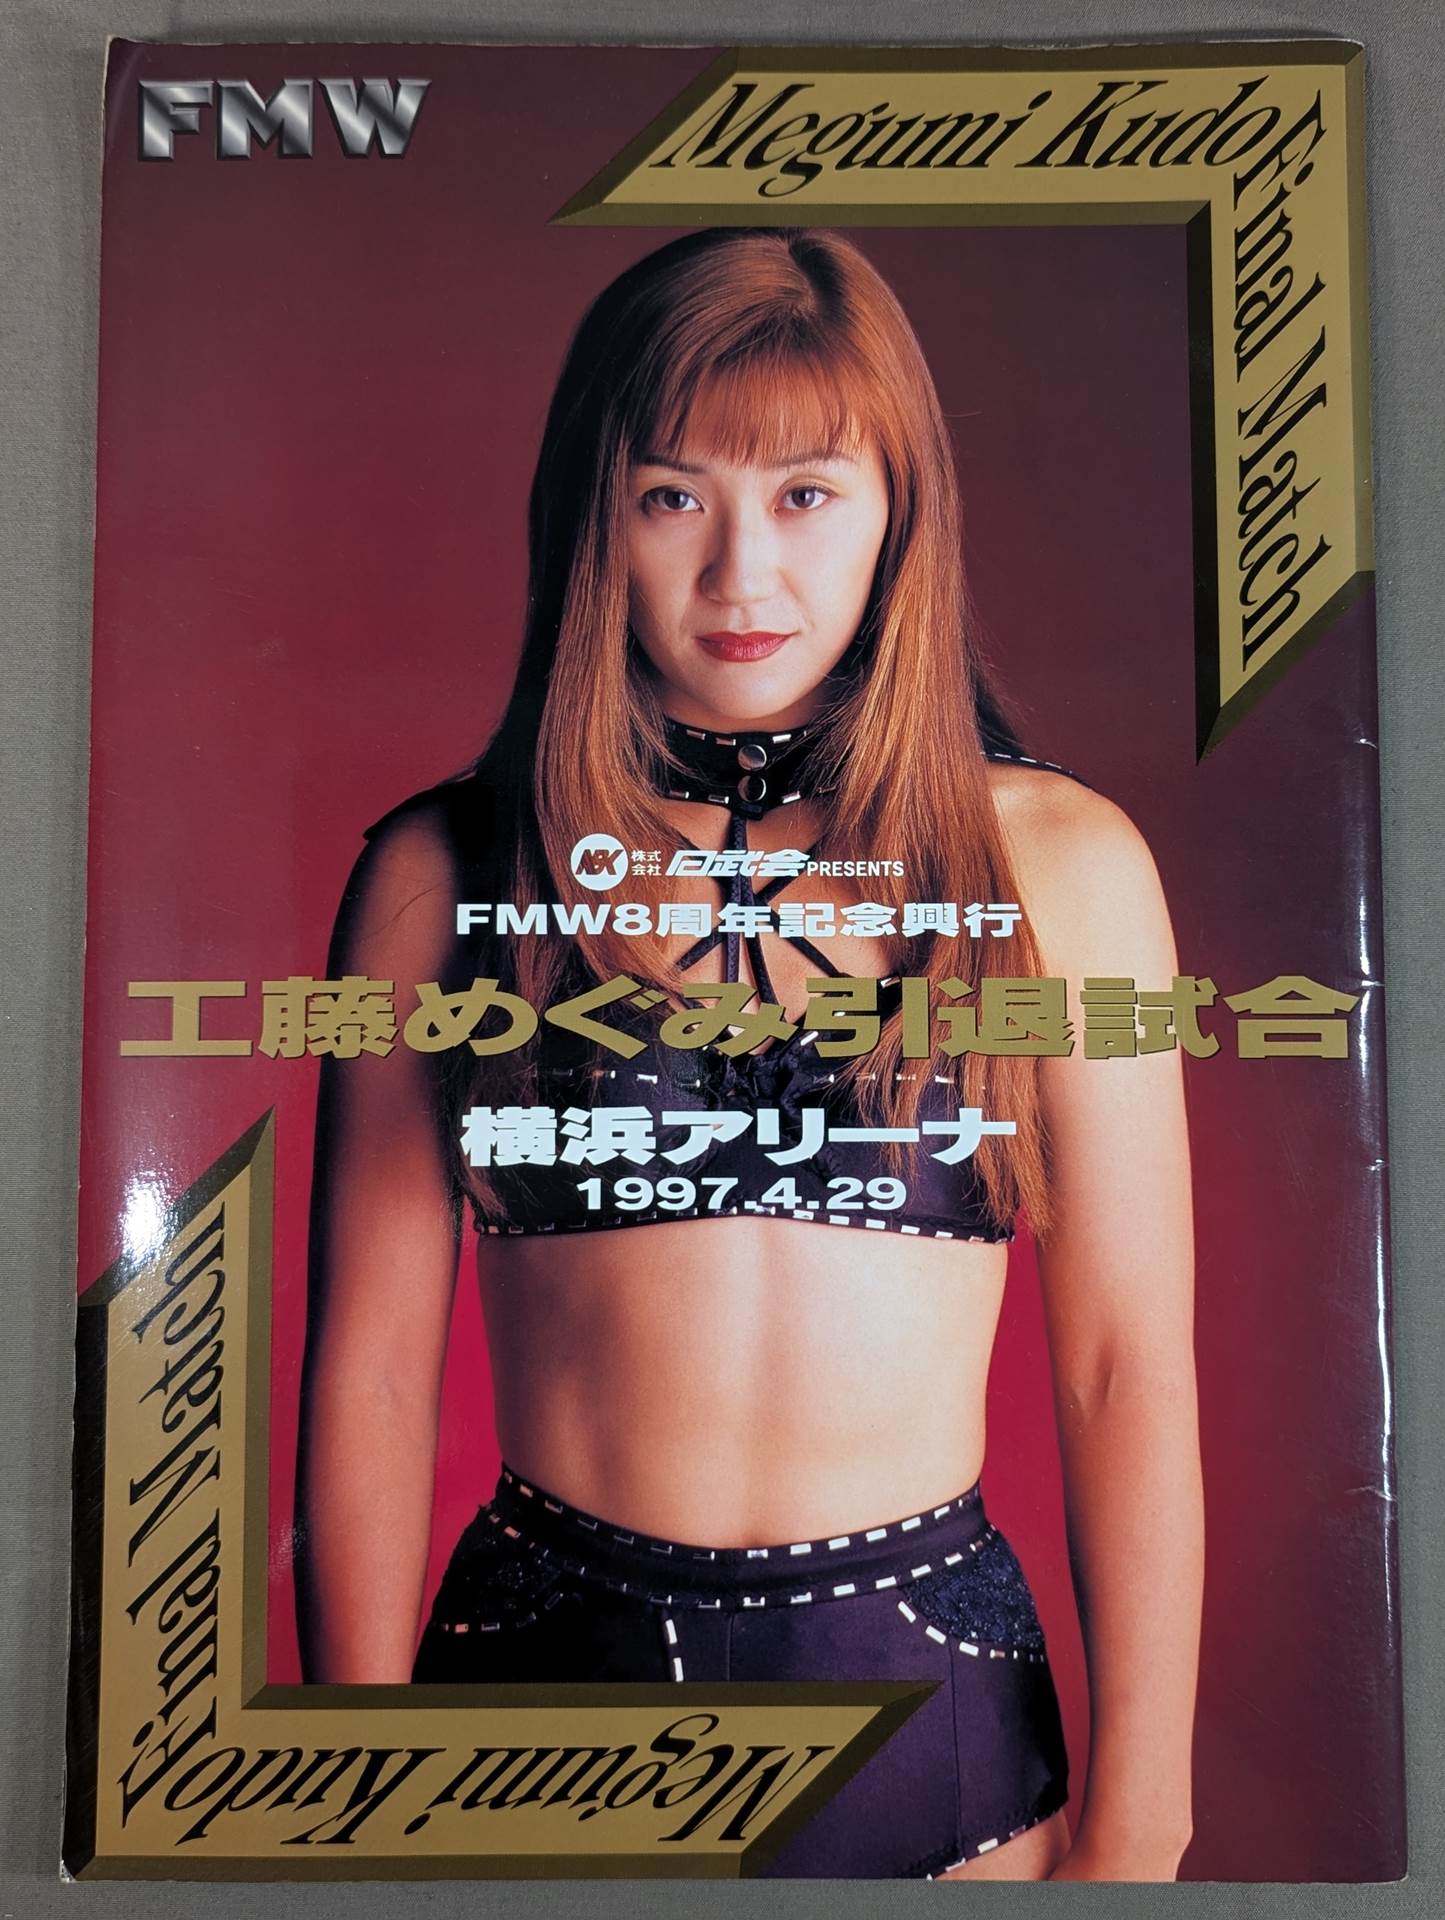 FMW
Megumi Kudo
Final Match
NBK 株式会社 日武会 PRESENTS
FMW8周年記念興行
工藤めぐみ引退試合
横浜アリーナ
1997.4.29
Final Match
Megumi Kudo